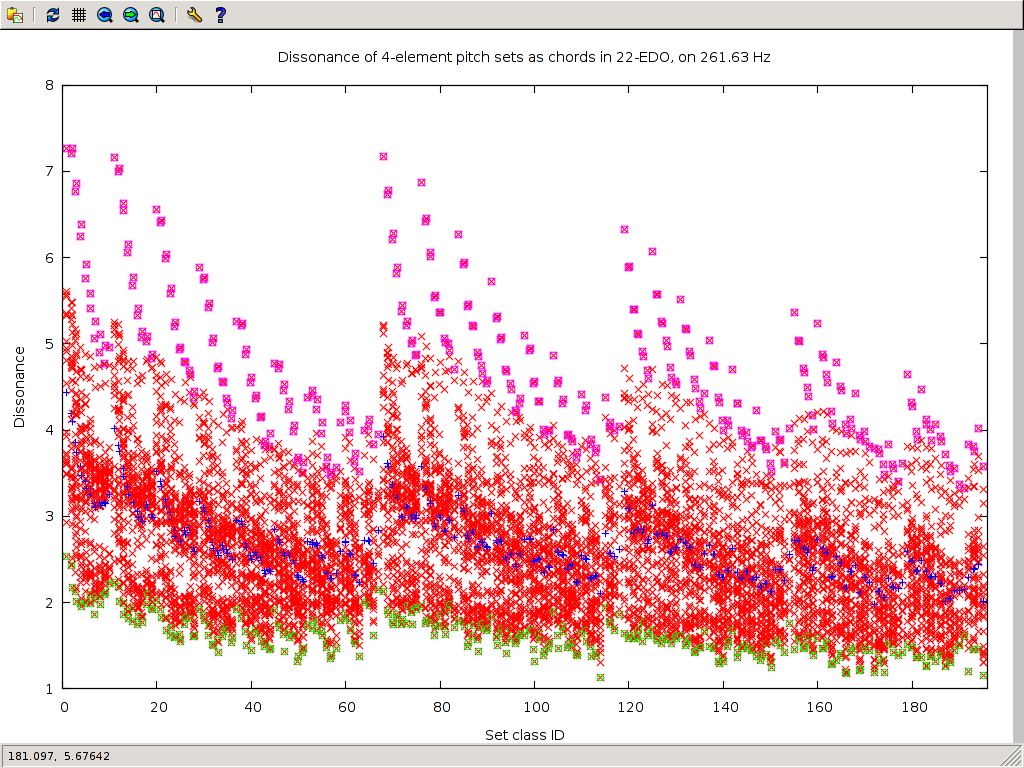 Dissonance of 4-element pitch sets as chords in 22-EDO, on 261.63 Hz
8
7
6
5
4
3
2
1
Dissonance
0 20 40 60 80 100 120 140 160 180
Set class ID
181.097, 5.67642